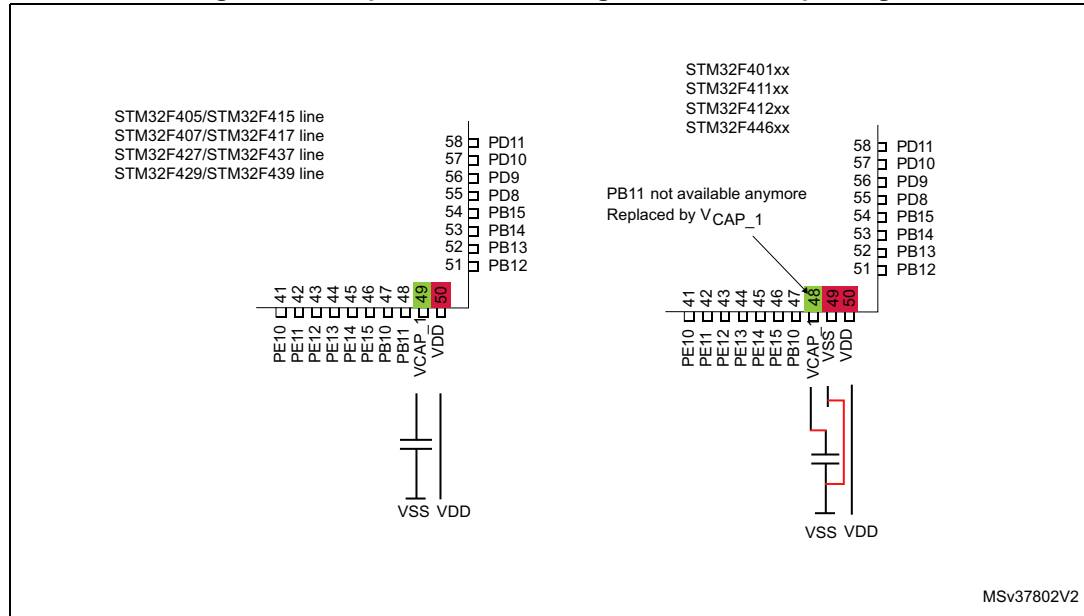 STM32F405/STM32F415 line
STM32F407/STM32F417 line
STM32F427/STM32F437 line
STM32F429/STM32F439 line
58 PD11
57 PD10
56 PD9
55 PD8
54 PB15
53 PB14
52 PB13
51 PB12
41 42 43 44 45 46 47 48 49 50
PE10 PE11 PE12 PE13 PE14 PE15 PB10 PB11 VCAP_1 VDD
VSS VDD
STM32F401xx
STM32F411xx
STM32F412xx
STM32F446xx
PB11 not available anymore
Replaced by VCAP_1
58 PD11
57 PD10
56 PD9
55 PD8
54 PB15
53 PB14
52 PB13
51 PB12
41 42 43 44 45 46 47 48 49 50
PE10 PE11 PE12 PE13 PE14 PE15 PB10 VCAP_1 VSS VDD
VSS VDD
MSv37802V2